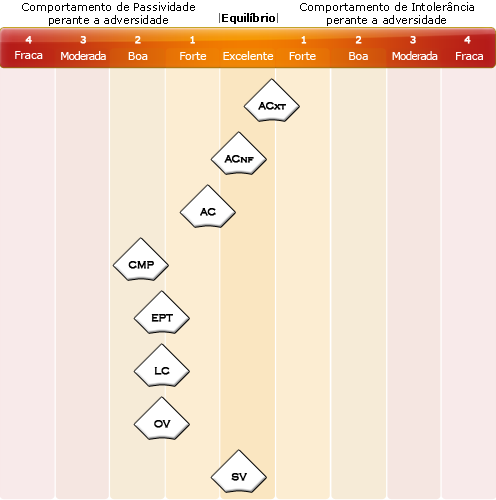 Comportamento de Passividade
perante a adversidade
|Equilíbrio|
Comportamento de Intolerância
perante a adversidade
4 3 2 1 1 2 3 4
Fraca Moderada Boa Forte Excelente Forte Boa Moderada Fraca
ACXT
ACNF
AC
CMP
EPT
LC
OV
SV